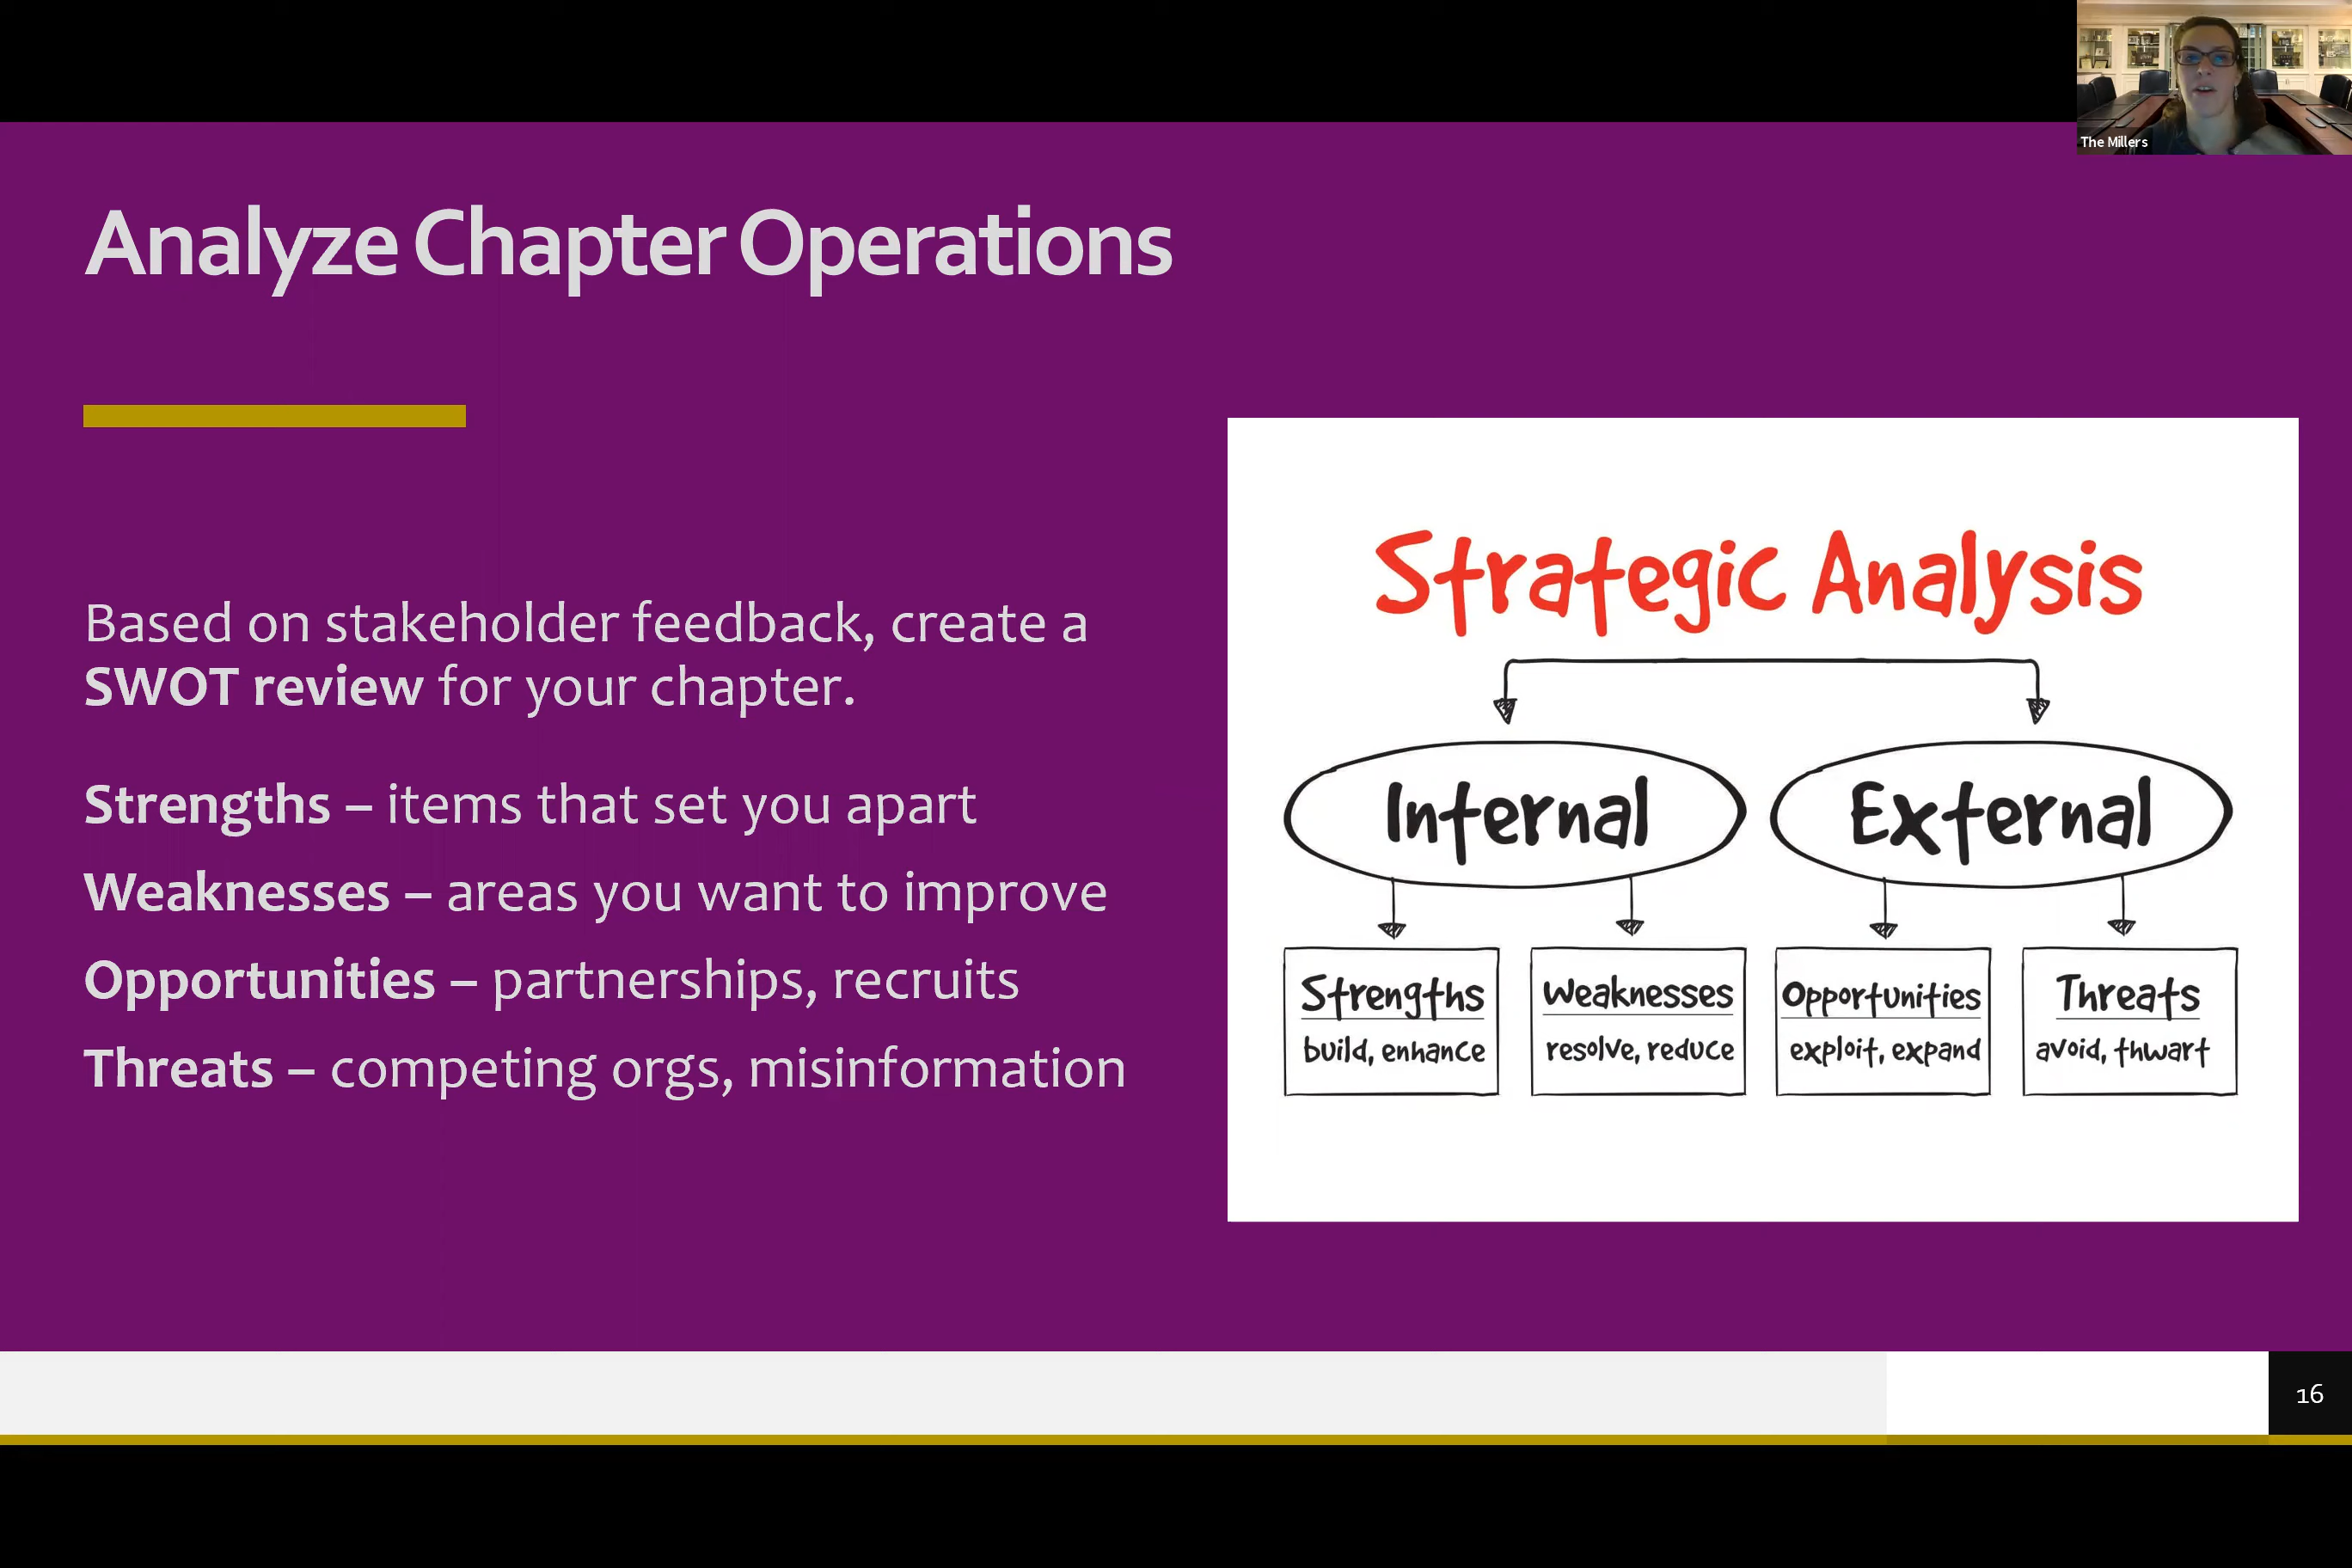 The Millers
Analyze Chapter Operations
Based on stakeholder feedback, create a
SWOT review for your chapter.
Strengths – items that set you apart
Weaknesses – areas you want to improve
Opportunities – partnerships, recruits
Threats – competing orgs, misinformation
Strategic Analysis
Internal
External
Strengths
build, enhance
Weaknesses
resolve, reduce
Opportunities
exploit, expand
Threats
avoid, thwart
16